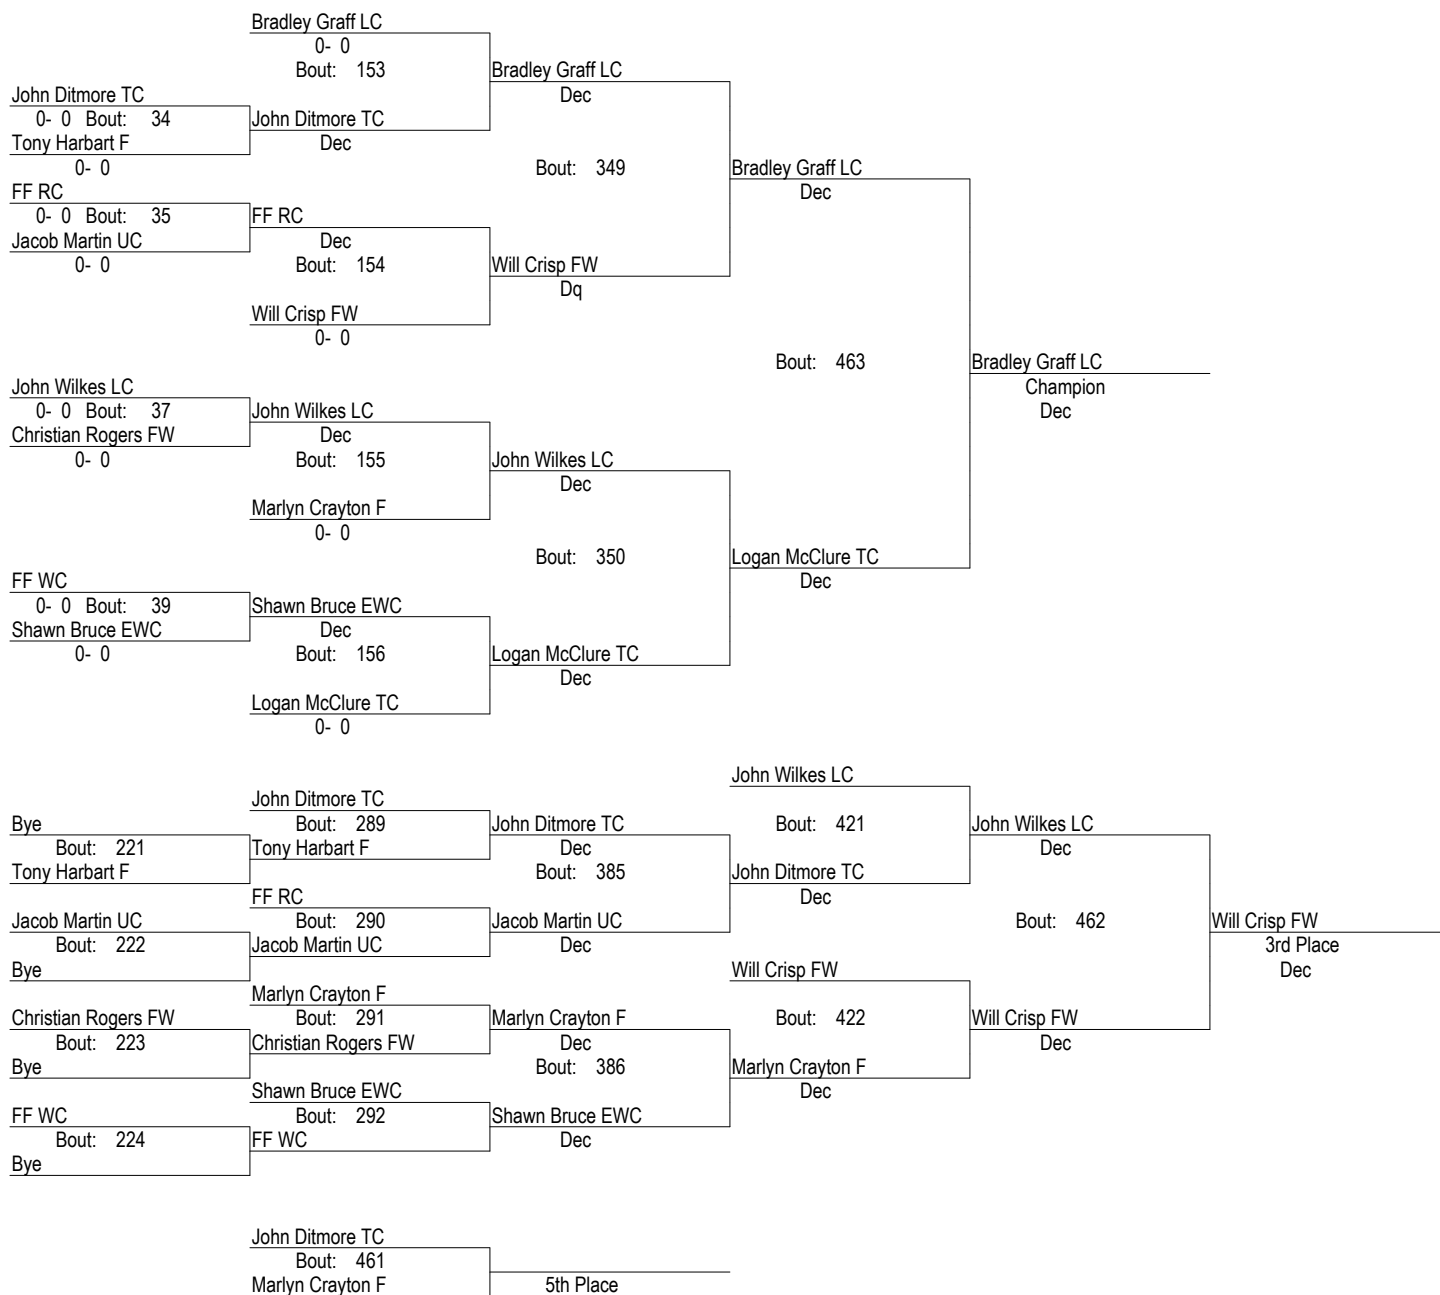 Bradley Graff LC
0- 0
Bout: 153
Bradley Graff LC
John Ditmore TC
Dec
0- 0 Bout: 34
John Ditmore TC
Tony Harbart F
Dec
0- 0
Bout: 349
Bradley Graff LC
FF RC
Dec
0- 0 Bout: 35
FF RC
Jacob Martin UC
Dec
0- 0
Bout: 154
Will Crisp FW
Dq
Will Crisp FW
0- 0
Bout: 463
Bradley Graff LC
John Wilkes LC
Champion
0- 0 Bout: 37
John Wilkes LC
Dec
Christian Rogers FW
Dec
0- 0
Bout: 155
John Wilkes LC
Dec
Marlyn Crayton F
0- 0
Bout: 350
Logan McClure TC
FF WC
Dec
0- 0 Bout: 39
Shawn Bruce EWC
Shawn Bruce EWC
Dec
0- 0
Bout: 156
Logan McClure TC
Dec
Logan McClure TC
0- 0
John Wilkes LC
John Ditmore TC
Bye
Bout: 289
John Ditmore TC
Bout: 421
John Wilkes LC
Bout: 221
Tony Harbart F
Dec
Dec
Tony Harbart F
Bout: 385
John Ditmore TC
FF RC
Dec
Jacob Martin UC
Bout: 290
Jacob Martin UC
Bout: 462
Will Crisp FW
Bout: 222
Jacob Martin UC
Dec
3rd Place
Bye
Will Crisp FW
Dec
Marlyn Crayton F
Christian Rogers FW
Bout: 291
Marlyn Crayton F
Bout: 422
Will Crisp FW
Bout: 223
Christian Rogers FW
Dec
Dec
Bye
Bout: 386
Marlyn Crayton F
Shawn Bruce EWC
Dec
FF WC
Bout: 292
Shawn Bruce EWC
Bout: 224
FF WC
Dec
Bye
John Ditmore TC
Bout: 461
Marlyn Crayton F
5th Place